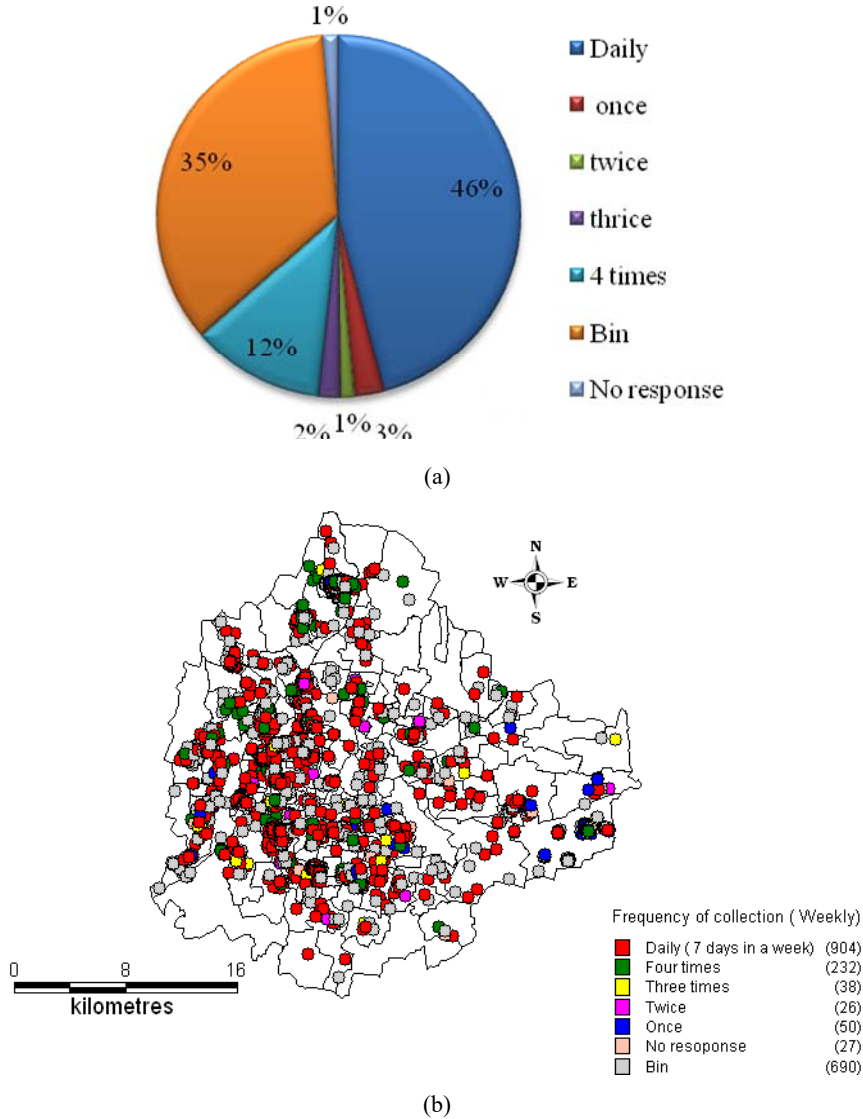 1%
Daily
once
twice
thrice
4 times
Bin
No response
35%
46%
12%
2%
1%
3%
(a)
N
W E
S
0 8 16
kilometres
Frequency of collection ( Weekly)
Daily ( 7 days in a week) (904)
Four times (232)
Three times (38)
Twice (26)
Once (50)
No resoponse (27)
Bin (690)
(b)